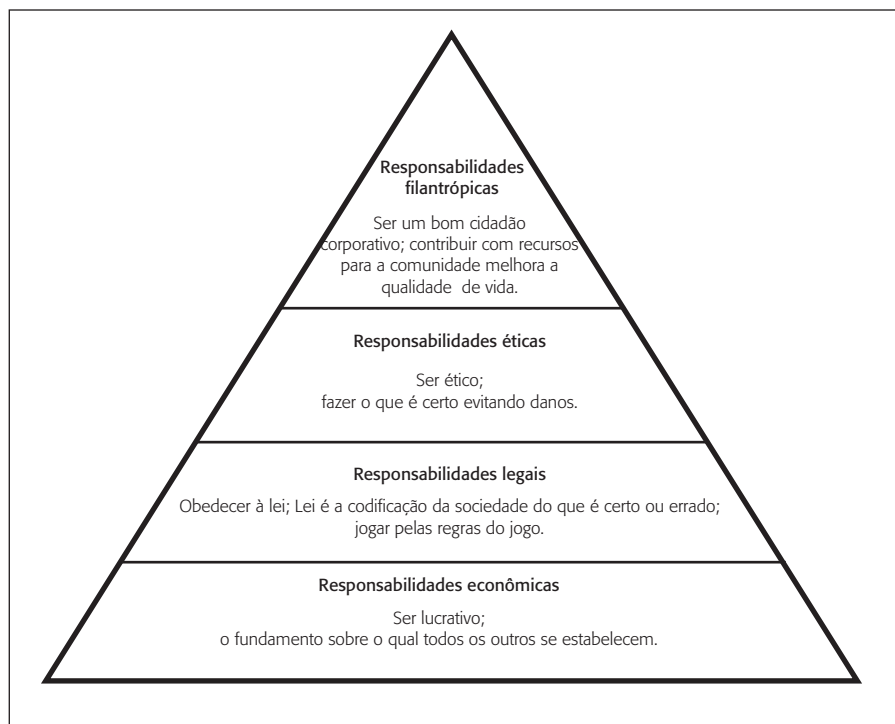 Responsabilidades
filantrópicas
Ser um bom cidadão
corporativo; contribuir com recursos
para a comunidade melhora a
qualidade de vida.
Responsabilidades éticas
Ser ético;
fazer o que é certo evitando danos.
Responsabilidades legais
Obedecer à lei; Lei é a codificação da sociedade do que é certo ou errado;
jogar pelas regras do jogo.
Responsabilidades econômicas
Ser lucrativo;
o fundamento sobre o qual todos os outros se estabelecem.